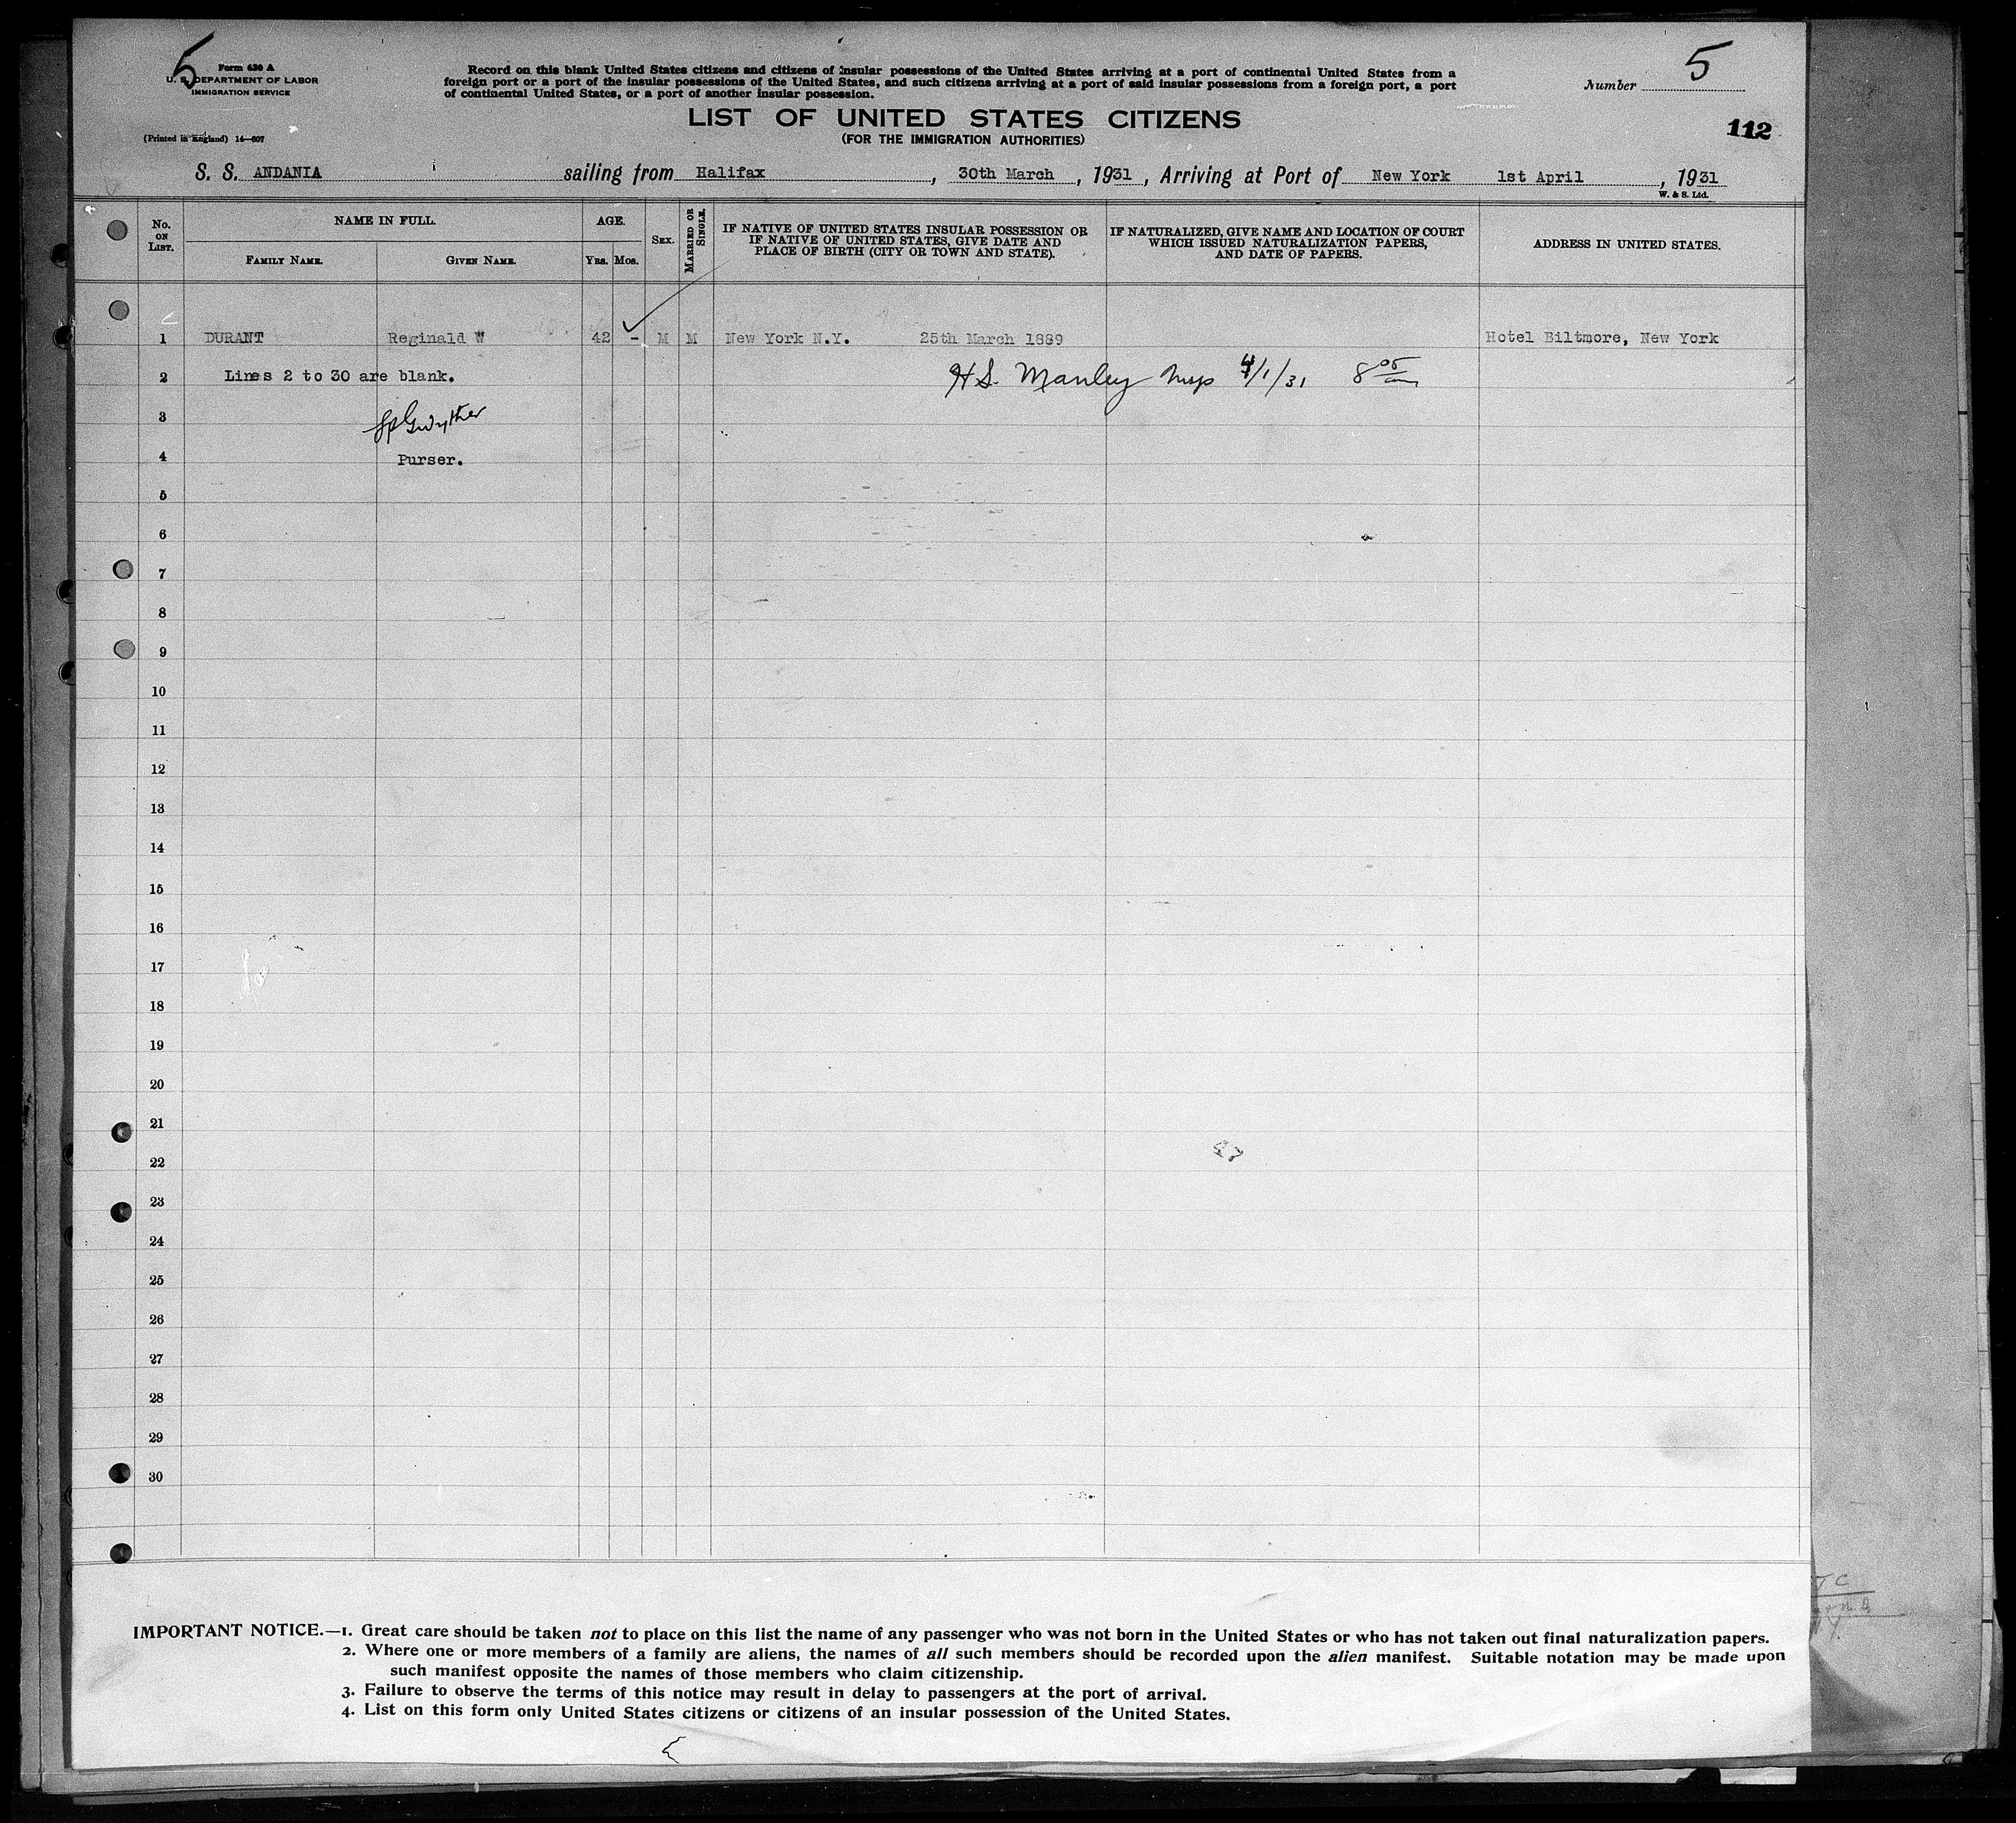 5
Form 630 A
U. S. DEPARTMENT OF LABOR
IMMIGRATION SERVICE
(Printed in England) 14—607
Record on this blank United States citizens and citizens of insular possessions of the United States arriving at a port of continental United States from a
foreign port or a port of the insular possessions of the United States, and such citizens arriving at a port of said insular possessions from a foreign port, a port
of continental United States, or a port of another insular possession.
Number 5
LIST OF UNITED STATES CITIZENS
(FOR THE IMMIGRATION AUTHORITIES)
112
S. S. ANDANIA sailing from Halifax, 30th March, 1931, Arriving at Port of New York 1st April, 1931
W. & S. Ltd.
No. ON LIST.
NAME IN FULL.
FAMILY NAME. GIVEN NAME.
AGE.
YRS. MOS.
SEX.
MARRIED OR SINGLE.
IF NATIVE OF UNITED STATES INSULAR POSSESSION OR
IF NATIVE OF UNITED STATES, GIVE DATE AND
PLACE OF BIRTH (CITY OR TOWN AND STATE).
IF NATURALIZED, GIVE NAME AND LOCATION OF COURT
WHICH ISSUED NATURALIZATION PAPERS,
AND DATE OF PAPERS.
ADDRESS IN UNITED STATES.
1 DURANT Reginald W 42 - M M New York N.Y. 25th March 1889 Hotel Biltmore, New York
2 Lines 2 to 30 are blank. H.S. Manley 4/1/31 8 05 am
3 Gwyther
4 Purser.
5
6
7
8
9
10
11
12
13
14
15
16
17
18
19
20
21
22
23
24
25
26
27
28
29
30
IMPORTANT NOTICE.—1. Great care should be taken not to place on this list the name of any passenger who was not born in the United States or who has not taken out final naturalization papers.
2. Where one or more members of a family are aliens, the names of all such members should be recorded upon the alien manifest. Suitable notation may be made upon
such manifest opposite the names of those members who claim citizenship.
3. Failure to observe the terms of this notice may result in delay to passengers at the port of arrival.
4. List on this form only United States citizens or citizens of an insular possession of the United States.